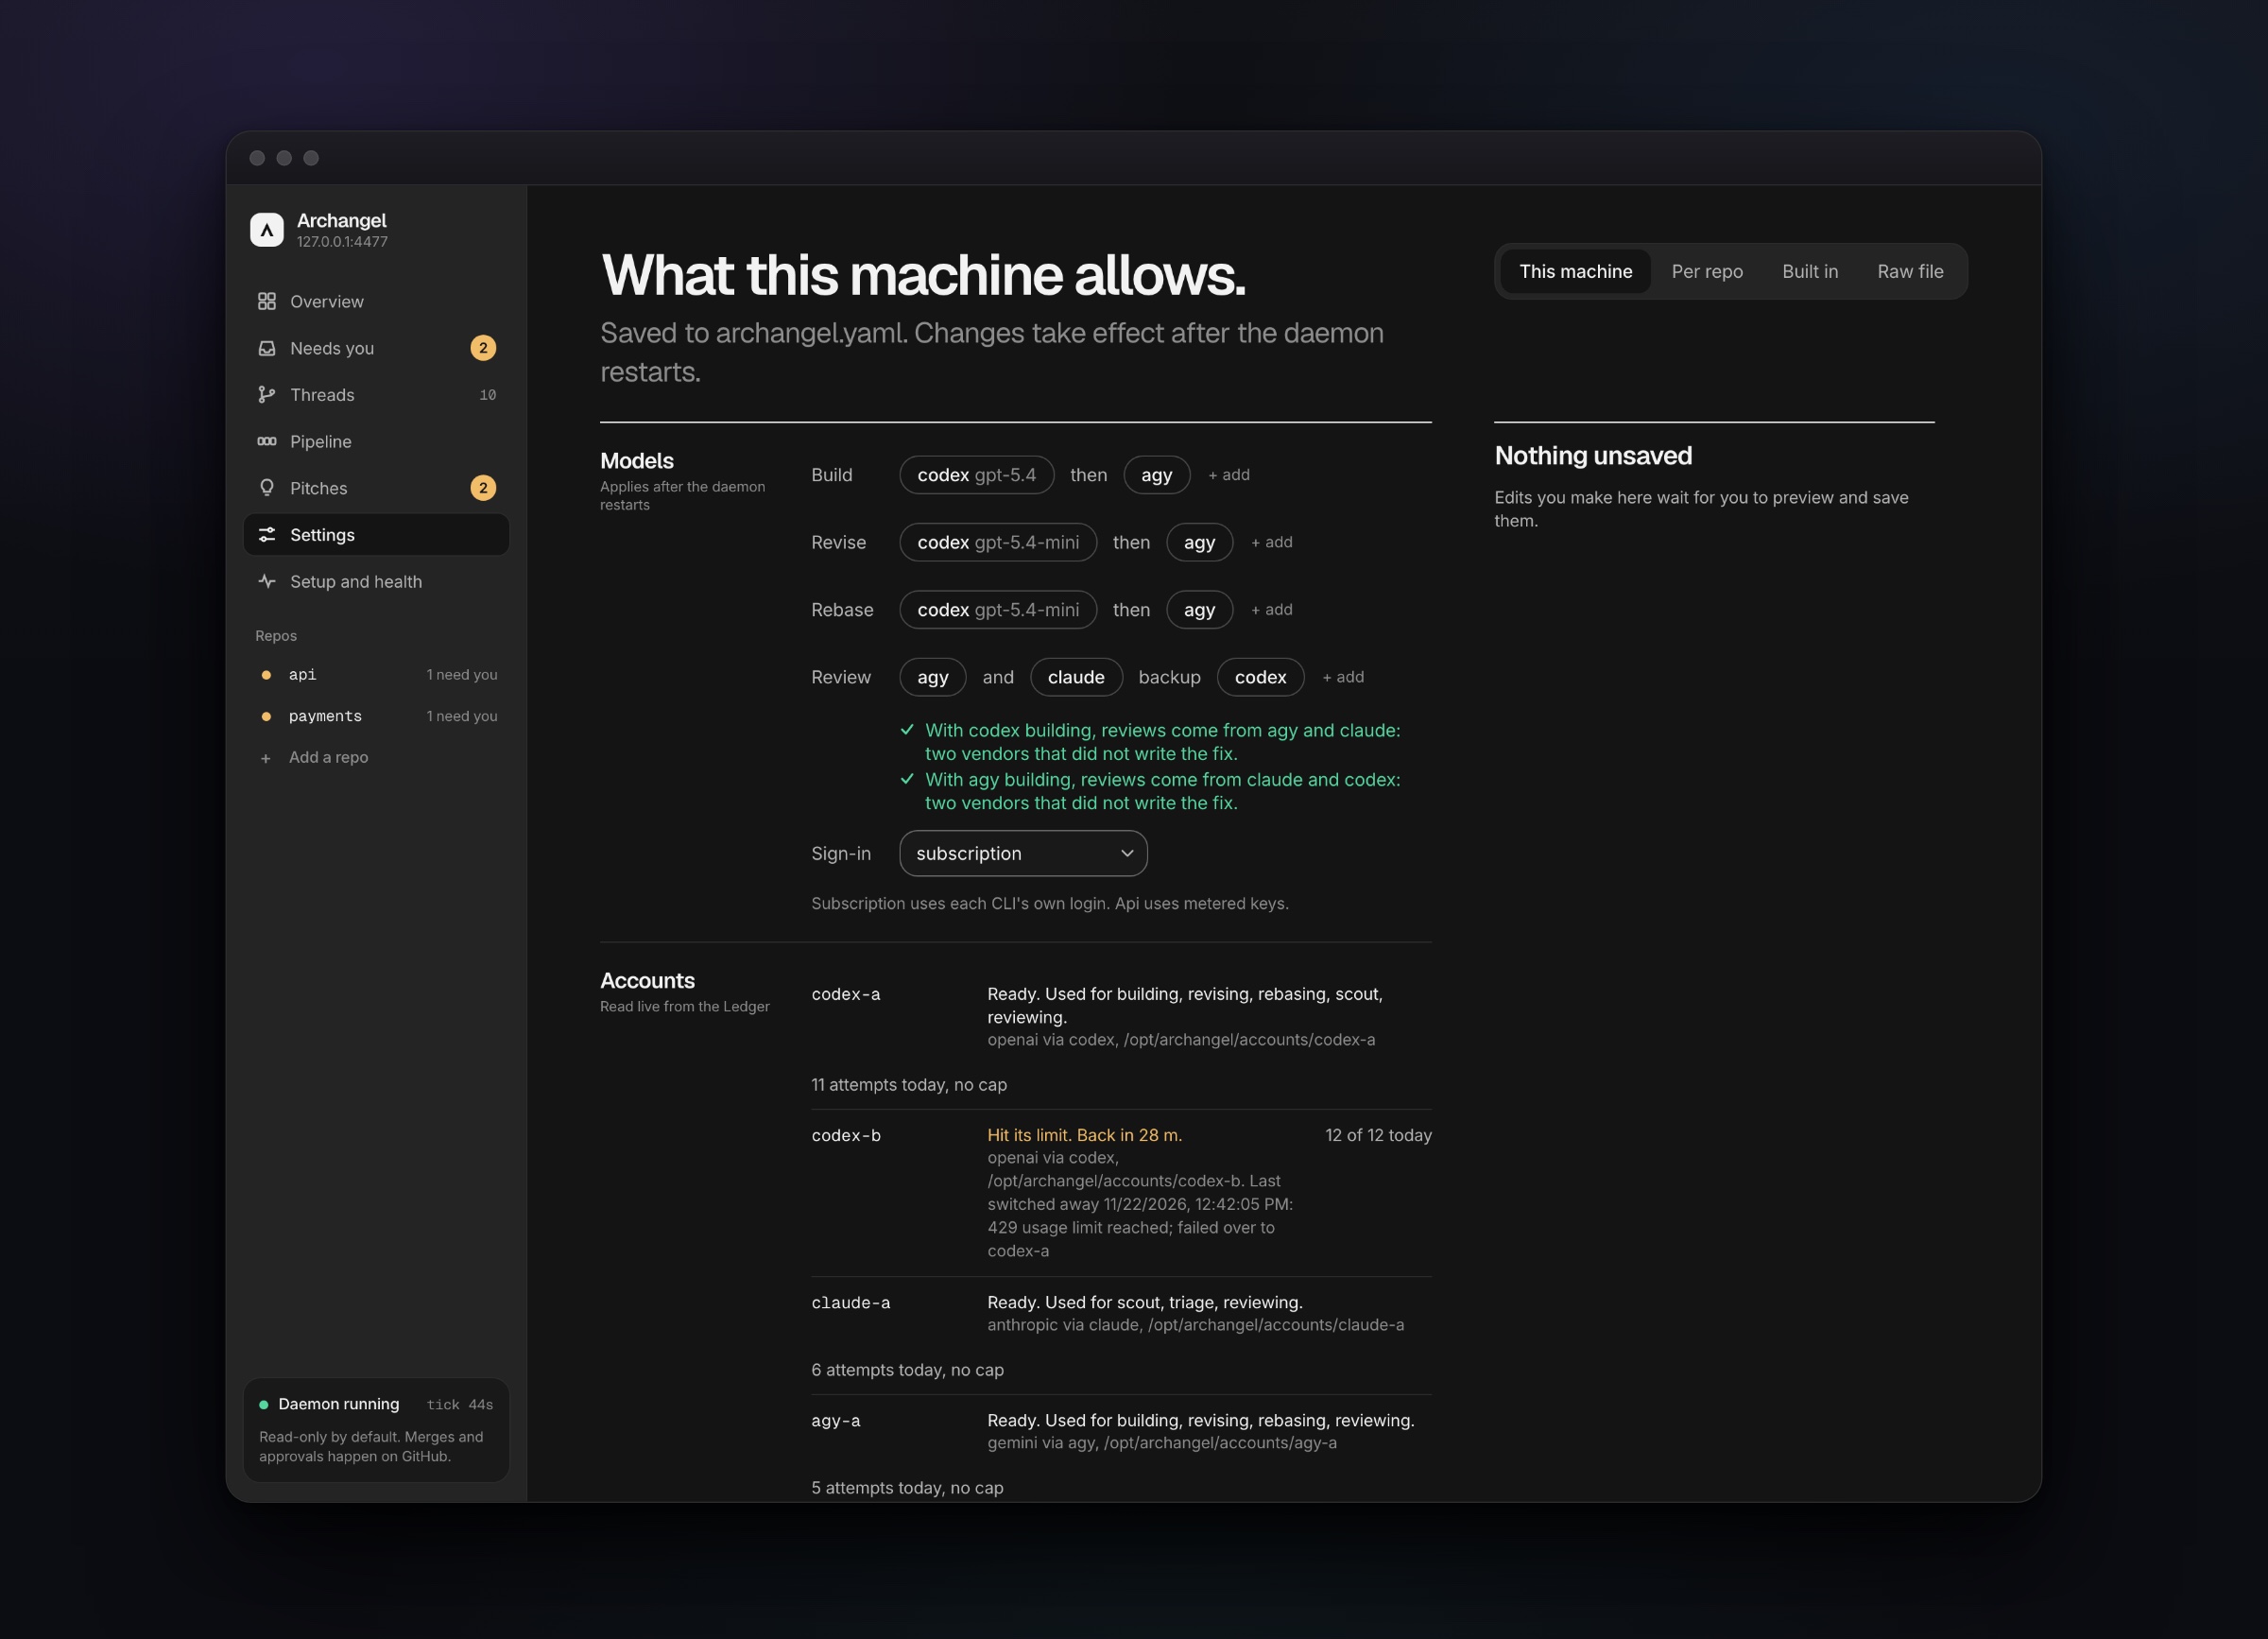 Archangel
127.0.0.1:4477
Overview
Needs you 2
Threads 10
Pipeline
Pitches 2
Settings
Setup and health
Repos
api 1 need you
payments 1 need you
+ Add a repo
Daemon running tick 44s
Read-only by default. Merges and
approvals happen on GitHub.
What this machine allows.
Saved to archangel.yaml. Changes take effect after the daemon
restarts.
This machine Per repo Built in Raw file
Models
Applies after the daemon
restarts
Build codex gpt-5.4 then agy + add
Revise codex gpt-5.4-mini then agy + add
Rebase codex gpt-5.4-mini then agy + add
Review agy and claude backup codex + add
With codex building, reviews come from agy and claude:
two vendors that did not write the fix.
With agy building, reviews come from claude and codex:
two vendors that did not write the fix.
Sign-in subscription
Subscription uses each CLI's own login. Api uses metered keys.
Nothing unsaved
Edits you make here wait for you to preview and save
them.
Accounts
Read live from the Ledger
codex-a Ready. Used for building, revising, rebasing, scout,
reviewing.
openai via codex, /opt/archangel/accounts/codex-a
11 attempts today, no cap
codex-b Hit its limit. Back in 28 m. 12 of 12 today
openai via codex,
/opt/archangel/accounts/codex-b. Last
switched away 11/22/2026, 12:42:05 PM:
429 usage limit reached; failed over to
codex-a
claude-a Ready. Used for scout, triage, reviewing.
anthropic via claude, /opt/archangel/accounts/claude-a
6 attempts today, no cap
agy-a Ready. Used for building, revising, rebasing, reviewing.
gemini via agy, /opt/archangel/accounts/agy-a
5 attempts today, no cap